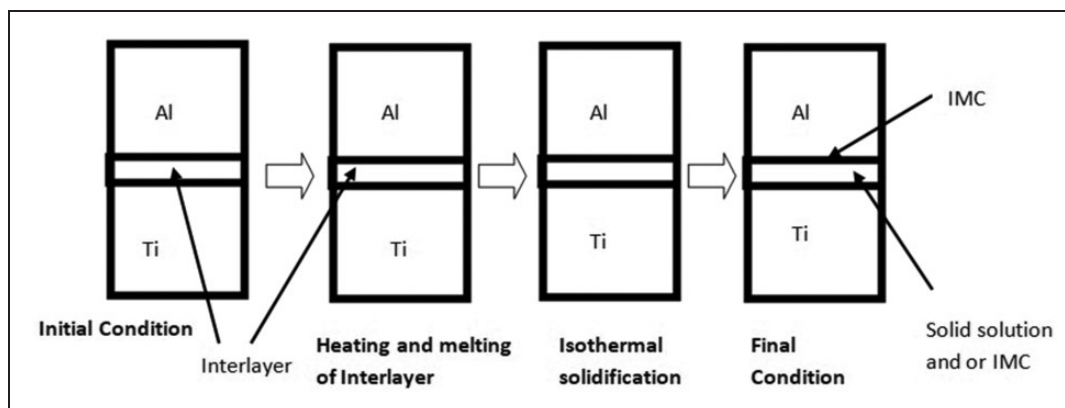 Al
Ti
Initial Condition
Interlayer
Al
Ti
Heating and melting
of Interlayer
Al
Ti
Isothermal
solidification
Al
Ti
Final
Condition
IMC
Solid solution
and or IMC